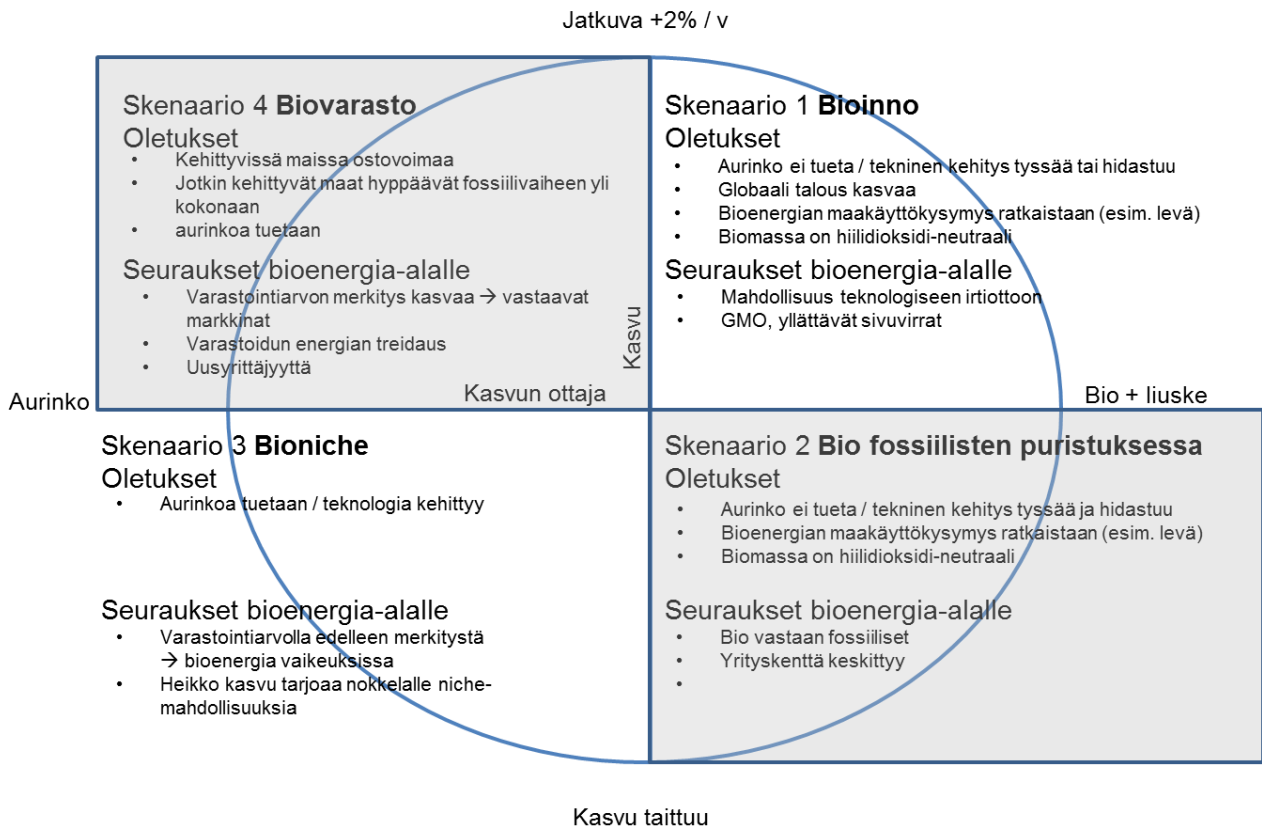 Jatkuva +2% / v
Skenaario 4 Biovarasto
Oletukset
• Kehittyvissä maissa ostovoimaa
• Jotkin kehittyvät maat hyppäävät fossiilivaiheen yli
kokonaan
• aurinkoa tuetaan
Seuraukset bioenergia-alalle
• Varastointiarvon merkitys kasvaa → vastaavat
markkinat
• Varastoidun energian treidaus
• Uusyrittäjyyttä
Skenaario 1 Bioinno
Oletukset
• Aurinko ei tueta / tekninen kehitys tyssää tai hidastuu
• Globaali talous kasvaa
• Bioenergian maakäyttökysymys ratkaistaan (esim. levä)
• Biomassa on hiilidioksidi-neutraali
Seuraukset bioenergia-alalle
• Mahdollisuus teknologiseen irtiottoon
• GMO, yllättävät sivuvirrat
Kasvu
Aurinko
Kasvun ottaja
Bio + liuske
Skenaario 3 Bioniche
Oletukset
• Aurinkoa tuetaan / teknologia kehittyy
Seuraukset bioenergia-alalle
• Varastointiarvolla edelleen merkitystä
→ bioenergia vaikeuksissa
• Heikko kasvu tarjoaa nokkelalle niche-
mahdollisuuksia
Skenaario 2 Bio fossiilisten puristuksessa
Oletukset
• Aurinko ei tueta / tekninen kehitys tyssää ja hidastuu
• Bioenergian maakäyttökysymys ratkaistaan (esim. levä)
• Biomassa on hiilidioksidi-neutraali
Seuraukset bioenergia-alalle
• Bio vastaan fossiiliset
• Yrityskenttä keskittyy
•
Kasvu taittuu